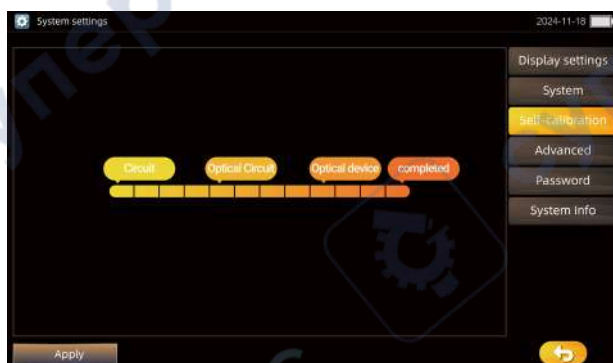 System settings
2024-11-18
Display settings
System
Self-calibration
Advanced
Password
System Info
Circuit
Optical Circuit
Optical device
completed
Apply